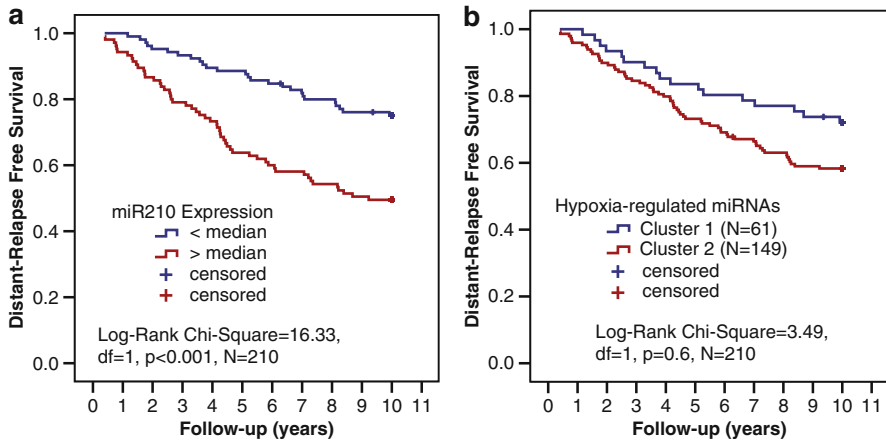 a
1.0
0.8
0.6
0.4
0.2
0.0
Distant-Relapse Free Survival
miR210 Expression
< median
> median
censored
censored
Log-Rank Chi-Square=16.33,
df=1, p<0.001, N=210
0 1 2 3 4 5 6 7 8 9 10 11
Follow-up (years)
b
1.0
0.8
0.6
0.4
0.2
0.0
Distant-Relapse Free Survival
Hypoxia-regulated miRNAs
Cluster 1 (N=61)
Cluster 2 (N=149)
censored
censored
Log-Rank Chi-Square=3.49,
df=1, p=0.6, N=210
0 1 2 3 4 5 6 7 8 9 10 11
Follow-up (years)